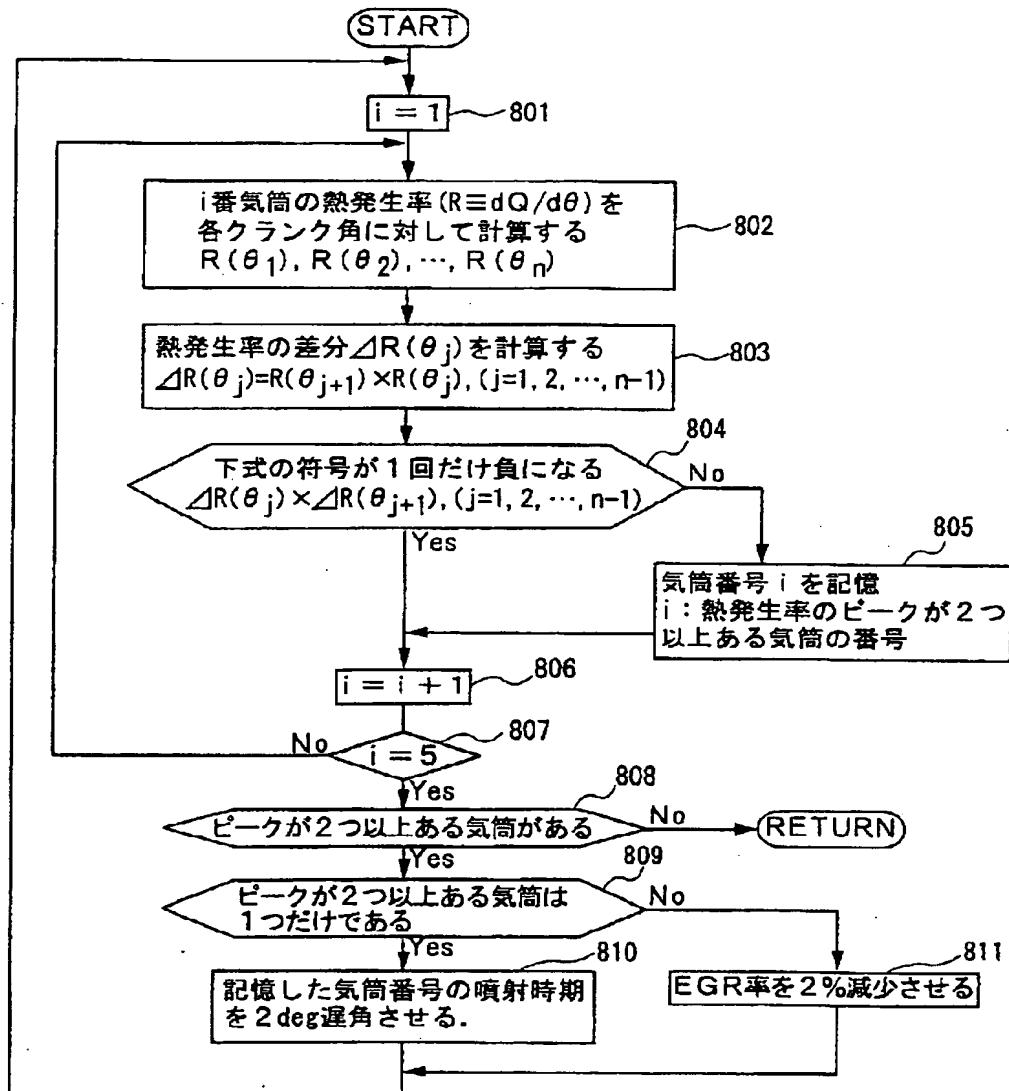 START
i = 1
801
i番気筒の熱発生率(R≡dQ/dθ)を
各クランク角に対して計算する
R(θ1), R(θ2), …, R(θn)
802
熱発生率の差分⊿R(θj)を計算する
⊿R(θj)=R(θj+1)×R(θj), (j=1, 2, …, n-1)
803
804
下式の符号が1回だけ負になる
⊿R(θj)×⊿R(θj+1), (j=1, 2, …, n-1)
No
Yes
805
気筒番号 i を記憶
i : 熱発生率のピークが2つ
以上ある気筒の番号
i = i + 1
806
807
No
i = 5
Yes
808
ピークが2つ以上ある気筒がある
No
RETURN
Yes
809
ピークが2つ以上ある気筒は
1つだけである
No
Yes
810
記憶した気筒番号の噴射時期
を2deg遅角させる.
811
EGR率を2%減少させる